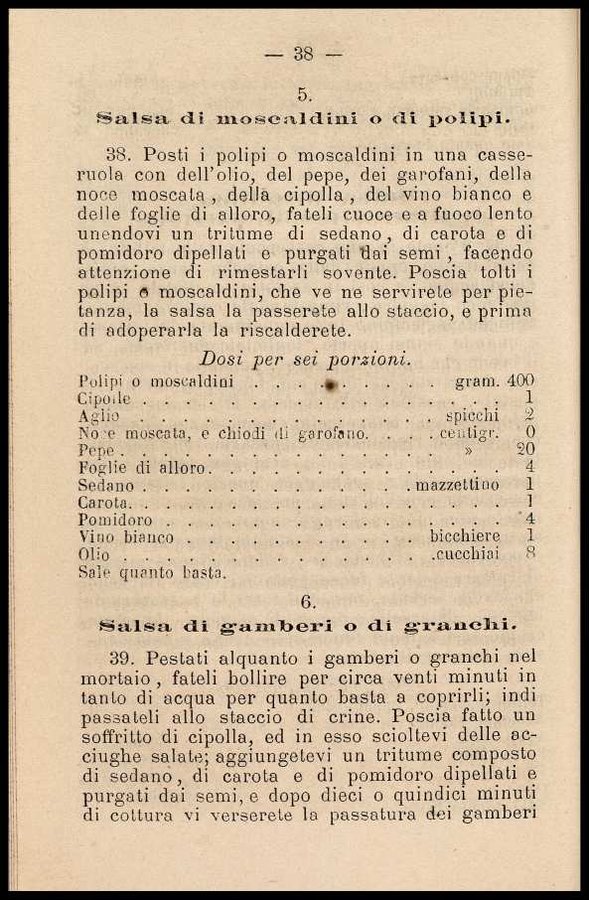 — 38 —
5.
Salsa di moscaldini o di polipi.
38. Posti i polipi o moscaldini in una casse-
ruola con dell'olio, del pepe, dei garofani, della
noce moscata , della cipolla , del vino bianco e
delle foglie di alloro, fateli cuoce e a fuoco lento
unendovi un tritume di sedano , di carota e di
pomidoro dipellati e purgati dai semi , facendo
attenzione di rimestarli sovente. Poscia tolti i
polipi o moscaldini, che ve ne servirete per pie-
tanza, la salsa la passerete allo staccio, e prima
di adoperarla la riscalderete.
Dosi per sei porzioni.
Polipi o moscaldini . . . . . . . . . gram. 400
Cipolle . . . . . . . . . . . . . . . . 1
Aglio . . . . . . . . . . . . . spicchi 2
Noce moscata, e chiodi di garofano. . . . centigr. 0
Pepe . . . . . . . . . . . . . . » 20
Foglie di alloro. . . . . . . . . . . . . 4
Sedano . . . . . . . . . . . . mazzettino 1
Carota. . . . . . . . . . . . . . . . 1
Pomidoro . . . . . . . . . . . . . . . 4
Vino bianco . . . . . . . . . . bicchiere 1
Olio . . . . . . . . . . . . . .cucchiai 8
Sale quanto basta.
6.
Salsa di gamberi o di granchi.
39. Pestati alquanto i gamberi o granchi nel
mortaio , fateli bollire per circa venti minuti in
tanto di acqua per quanto basta a coprirli; indi
passateli allo staccio di crine. Poscia fatto un
soffritto di cipolla, ed in esso scioltevi delle ac-
ciughe salate; aggiungetevi un tritume composto
di sedano , di carota e di pomidoro dipellati e
purgati dai semi, e dopo dieci o quindici minuti
di cottura vi verserete la passatura dei gamberi